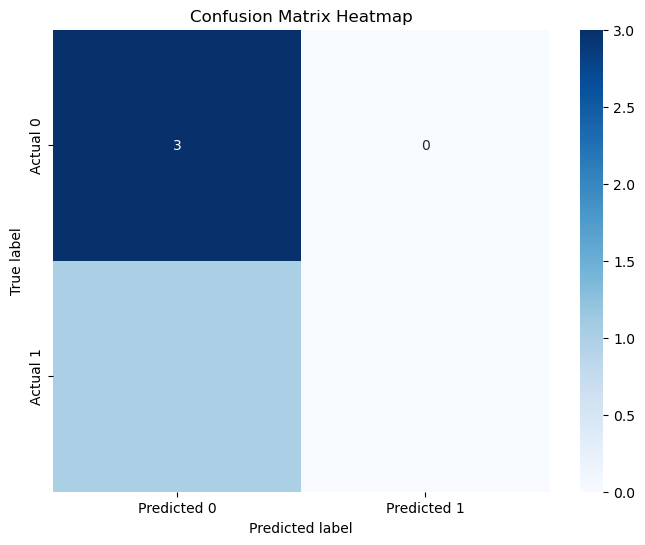 Confusion Matrix Heatmap
True label
Actual 0
Actual 1
3
0
Predicted 0
Predicted 1
Predicted label
3.0
2.5
2.0
1.5
1.0
0.5
0.0